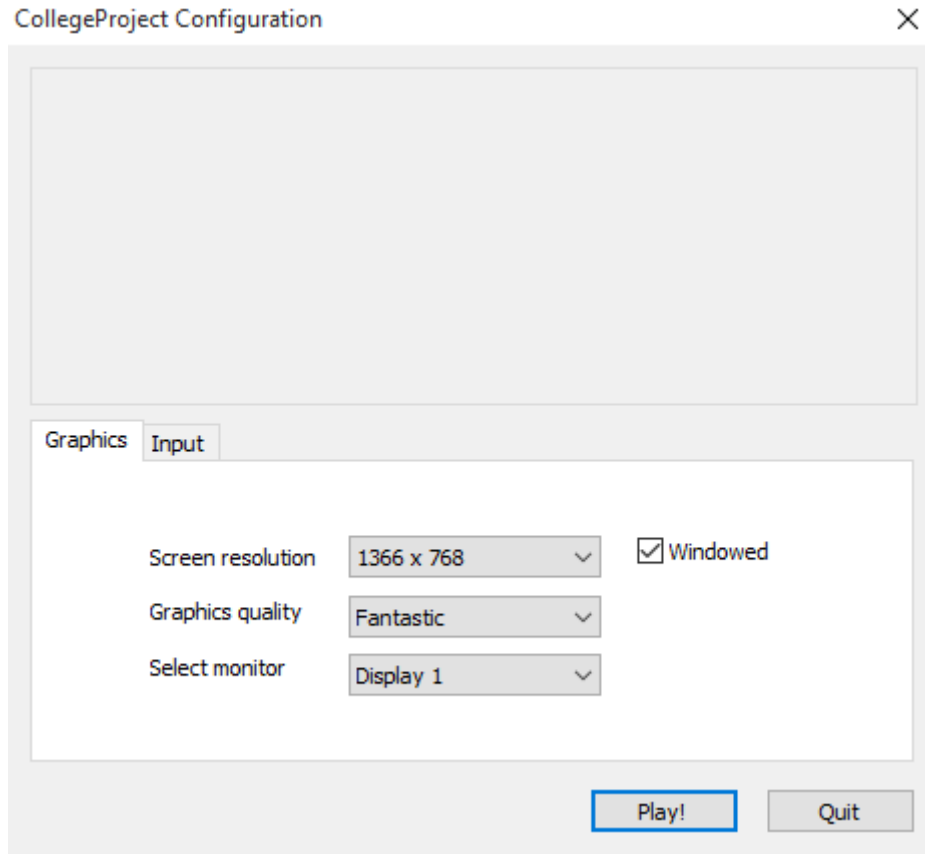 CollegeProject Configuration
Graphics
Input
Screen resolution 1366 x 768 Windowed
Graphics quality Fantastic
Select monitor Display 1
Play! Quit